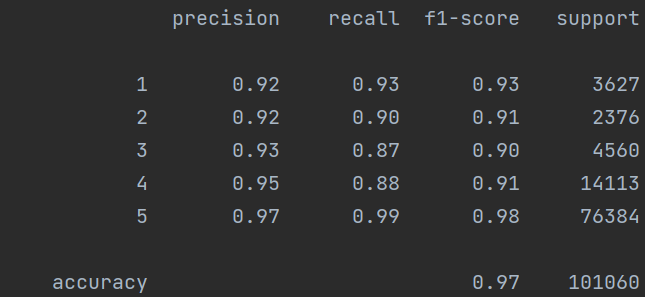 precision recall f1-score support
1 0.92 0.93 0.93 3627
2 0.92 0.90 0.91 2376
3 0.93 0.87 0.90 4560
4 0.95 0.88 0.91 14113
5 0.97 0.99 0.98 76384
accuracy 0.97 101060